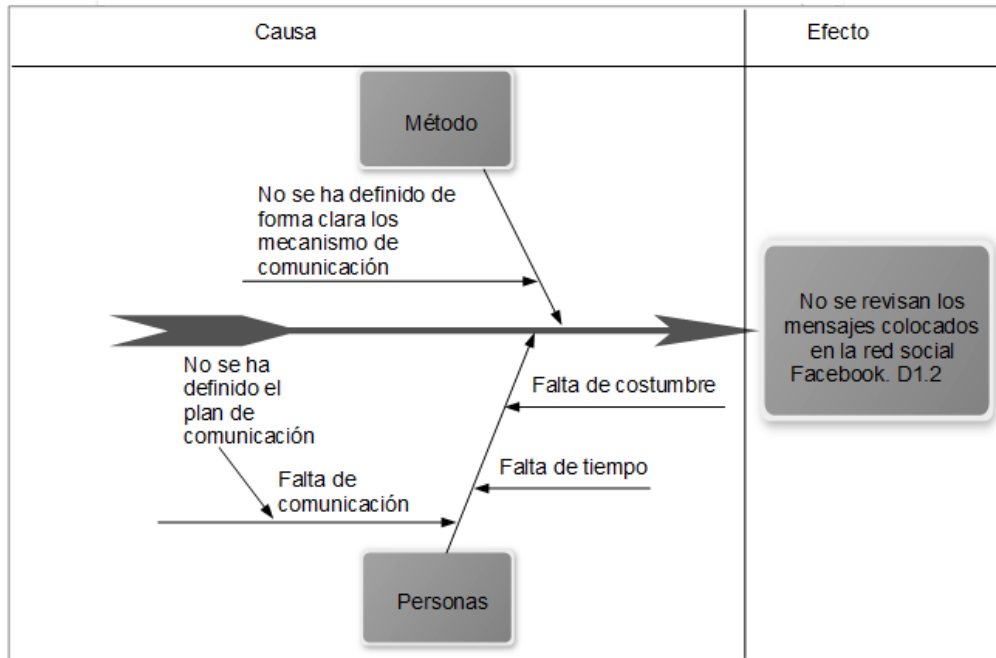 Causa
Efecto
Método
No se ha definido de
forma clara los
mecanismo de
comunicación
No se revisan los
mensajes colocados
en la red social
Facebook. D1.2
No se ha
definido el
plan de
comunicación
Falta de costumbre
Falta de tiempo
Falta de
comunicación
Personas